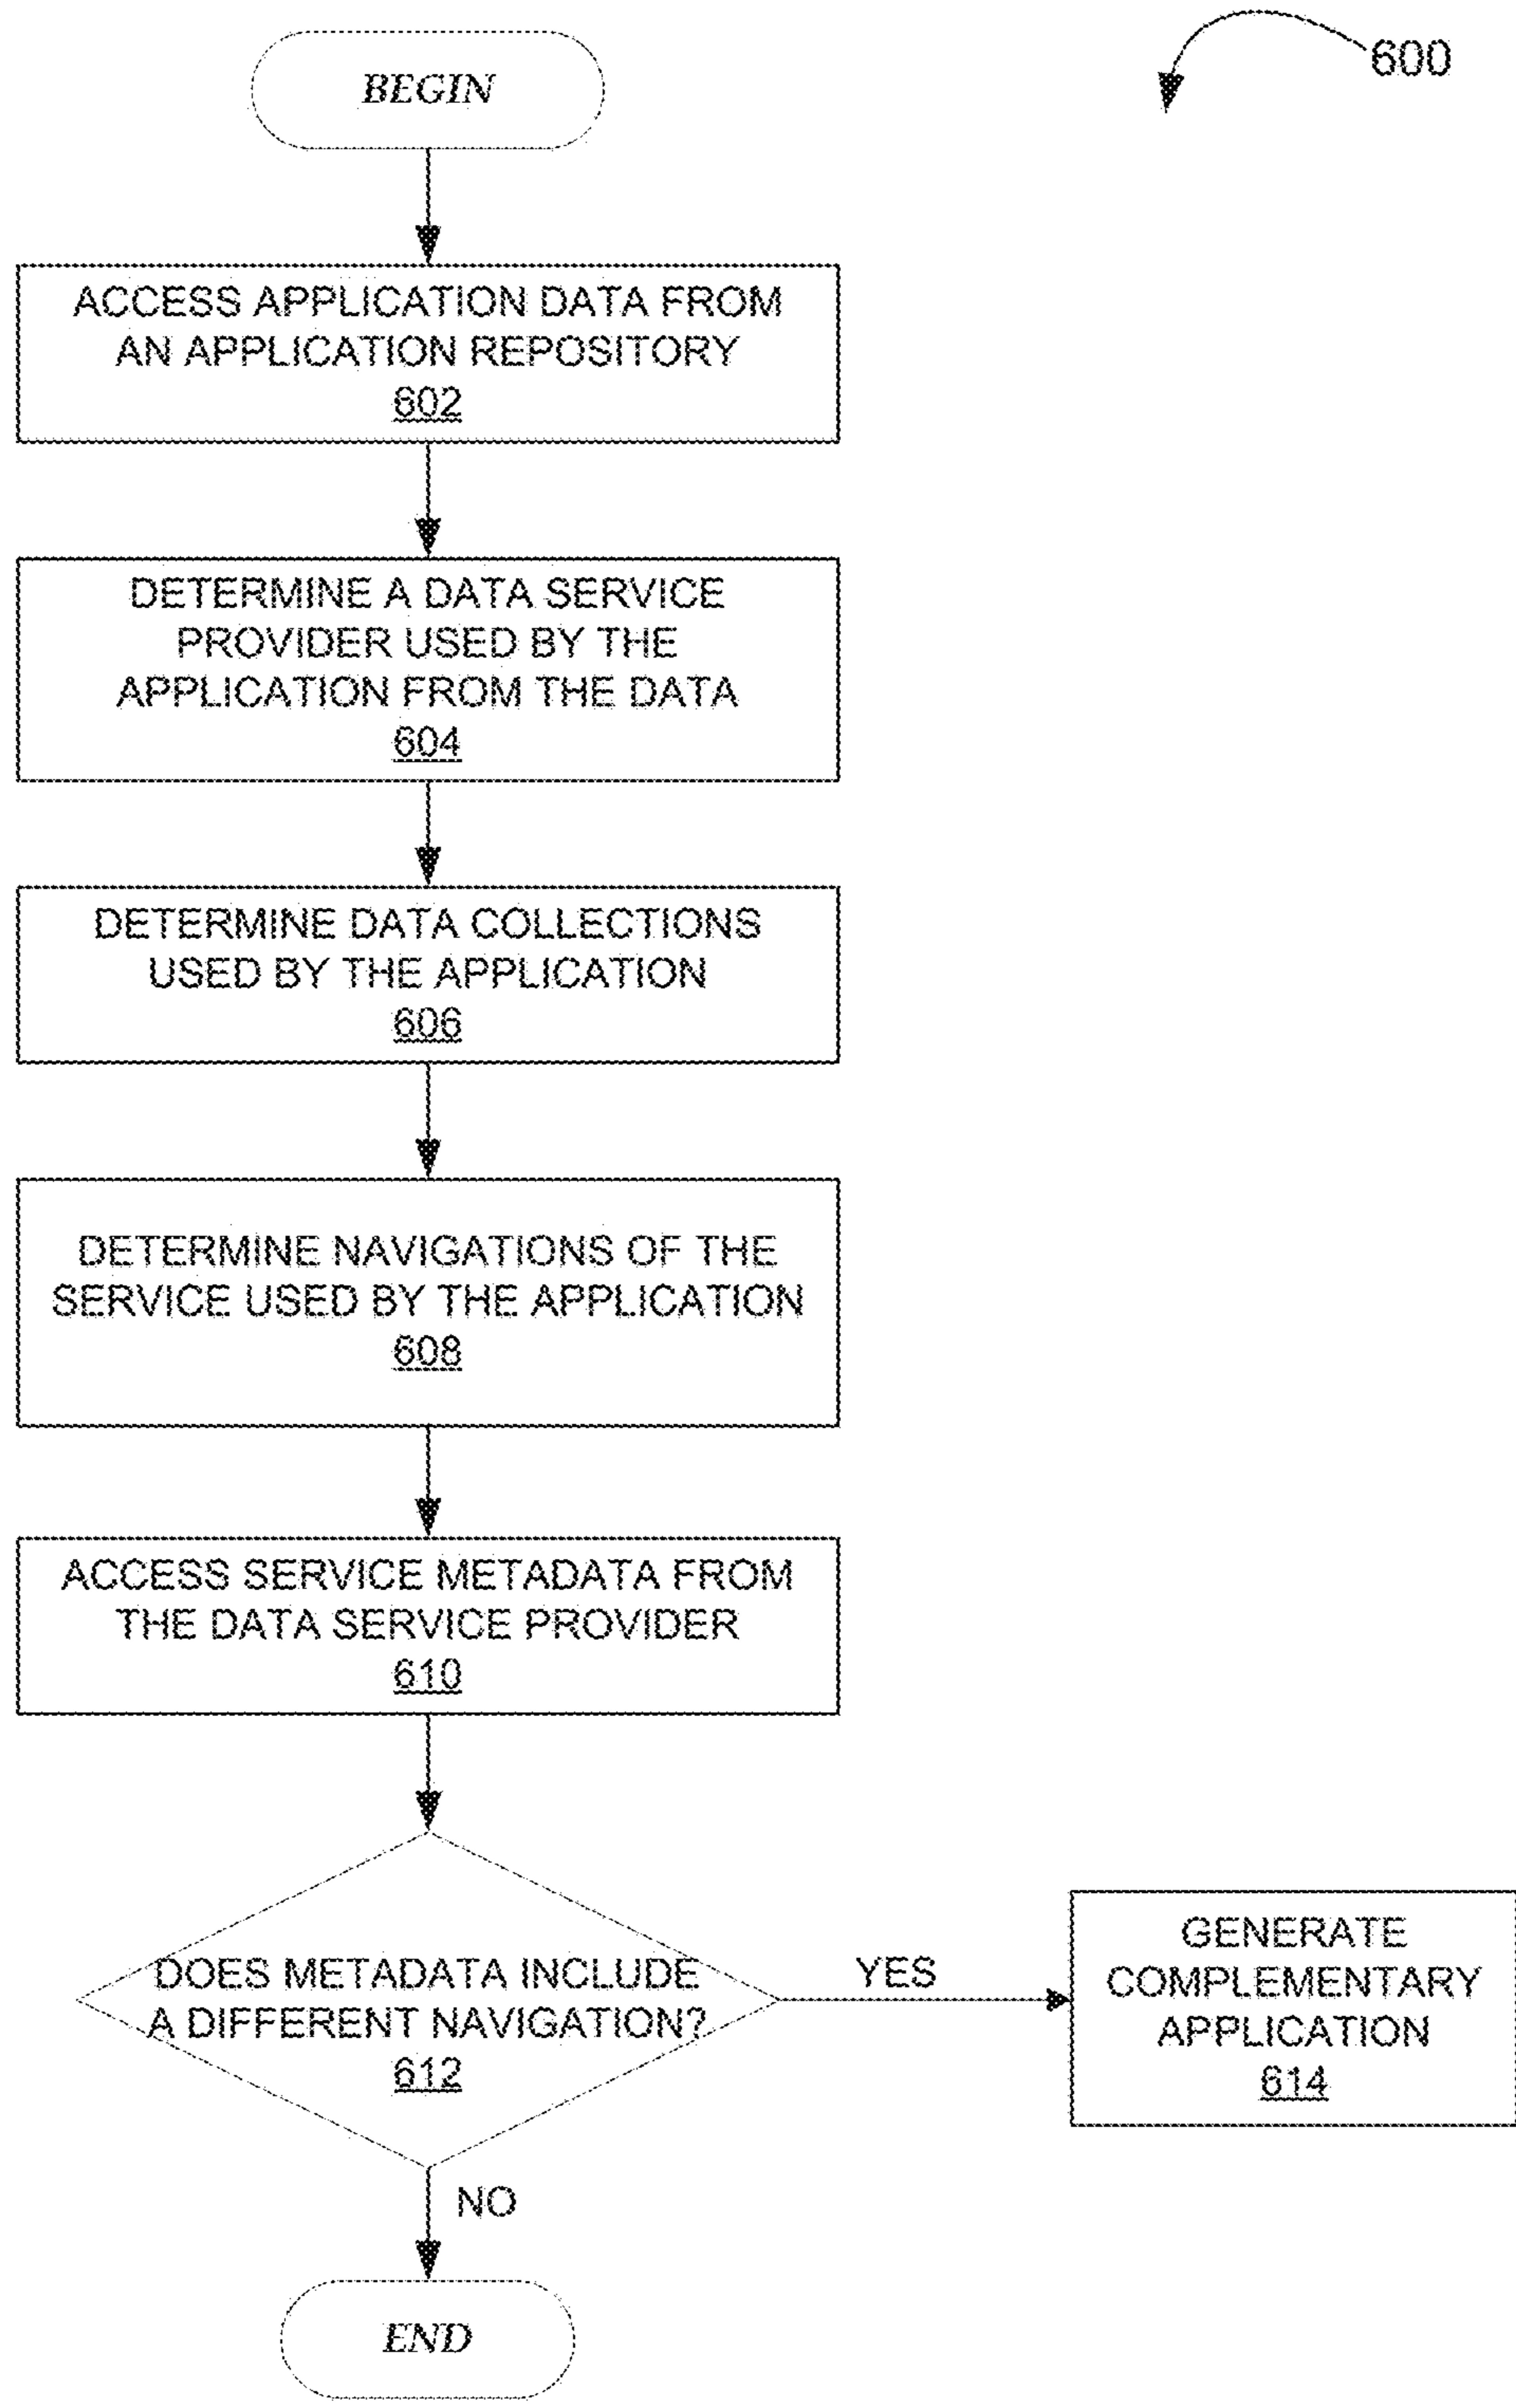 600
BEGIN
ACCESS APPLICATION DATA FROM
AN APPLICATION REPOSITORY
602
DETERMINE A DATA SERVICE
PROVIDER USED BY THE
APPLICATION FROM THE DATA
604
DETERMINE DATA COLLECTIONS
USED BY THE APPLICATION
606
DETERMINE NAVIGATIONS OF THE
SERVICE USED BY THE APPLICATION
608
ACCESS SERVICE METADATA FROM
THE DATA SERVICE PROVIDER
610
DOES METADATA INCLUDE
A DIFFERENT NAVIGATION?
612
YES
GENERATE
COMPLEMENTARY
APPLICATION
614
NO
END